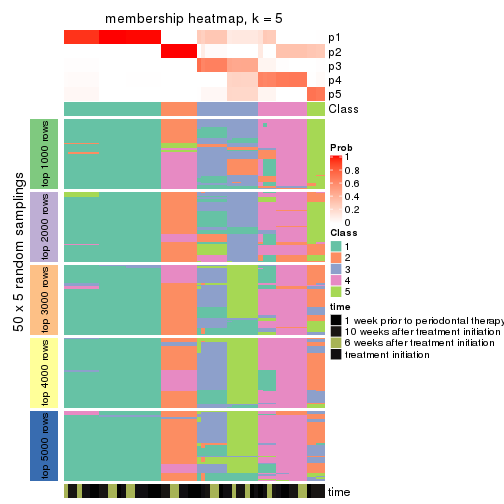 membership heatmap, k = 5
p1
p2
p3
p4
p5
Class
50 x 5 random samplings
top 1000 rows
top 2000 rows
top 3000 rows
top 4000 rows
top 5000 rows
time
Prob
1
0.8
0.6
0.4
0.2
0
Class
1
2
3
4
5
time
1 week prior to periodontal therapy
10 weeks after treatment initiation
6 weeks after treatment initiation
treatment initiation